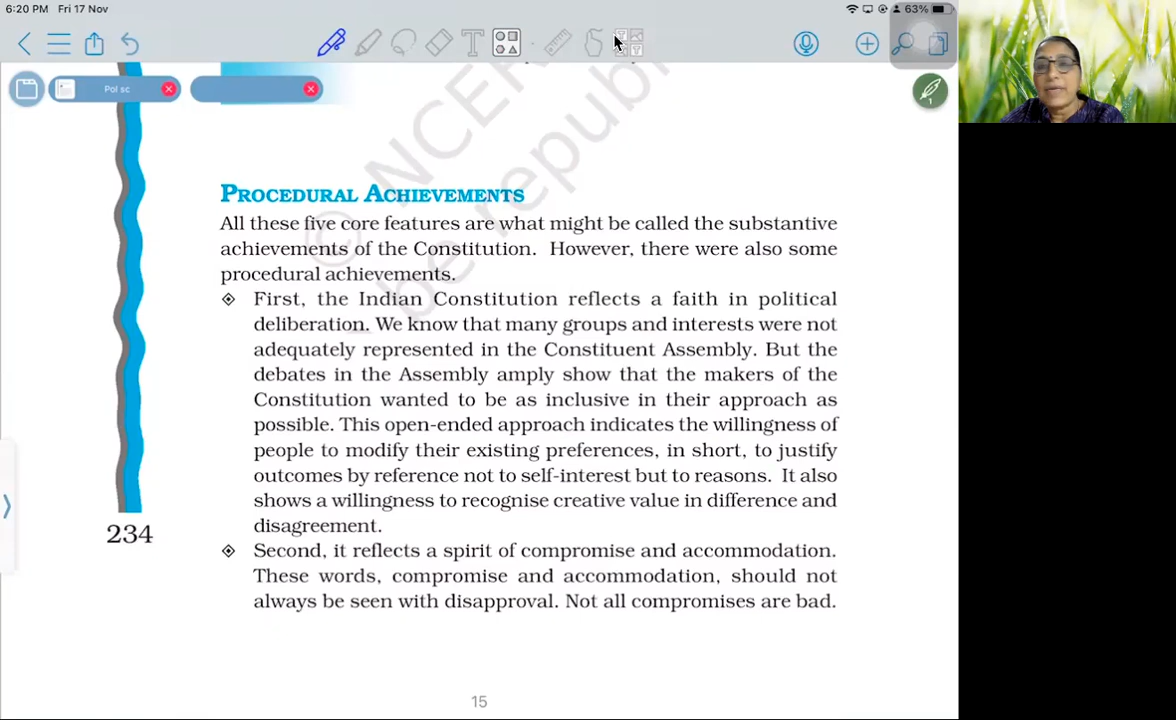 6:20 PM Fri 17 Nov
63%
Pol sc
1
© NCERT
be republi
PROCEDURAL ACHIEVEMENTS
All these five core features are what might be called the substantive
achievements of the Constitution. However, there were also some
procedural achievements.
First, the Indian Constitution reflects a faith in political
deliberation. We know that many groups and interests were not
adequately represented in the Constituent Assembly. But the
debates in the Assembly amply show that the makers of the
Constitution wanted to be as inclusive in their approach as
possible. This open-ended approach indicates the willingness of
people to modify their existing preferences, in short, to justify
outcomes by reference not to self-interest but to reasons. It also
shows a willingness to recognise creative value in difference and
disagreement.
234
Second, it reflects a spirit of compromise and accommodation.
These words, compromise and accommodation, should not
always be seen with disapproval. Not all compromises are bad.
15